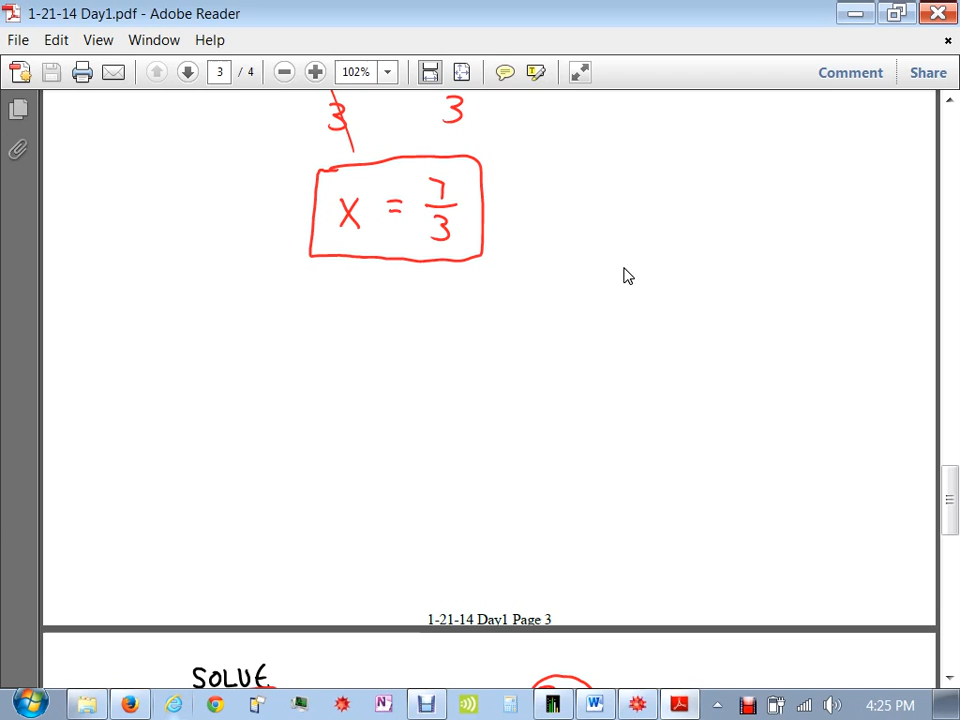 1-21-14 Day1.pdf - Adobe Reader
File Edit View Window Help
3 / 4 102% Comment Share
3 3
x = 7/3
1-21-14 Day1 Page 3
SOLVE
4:25 PM